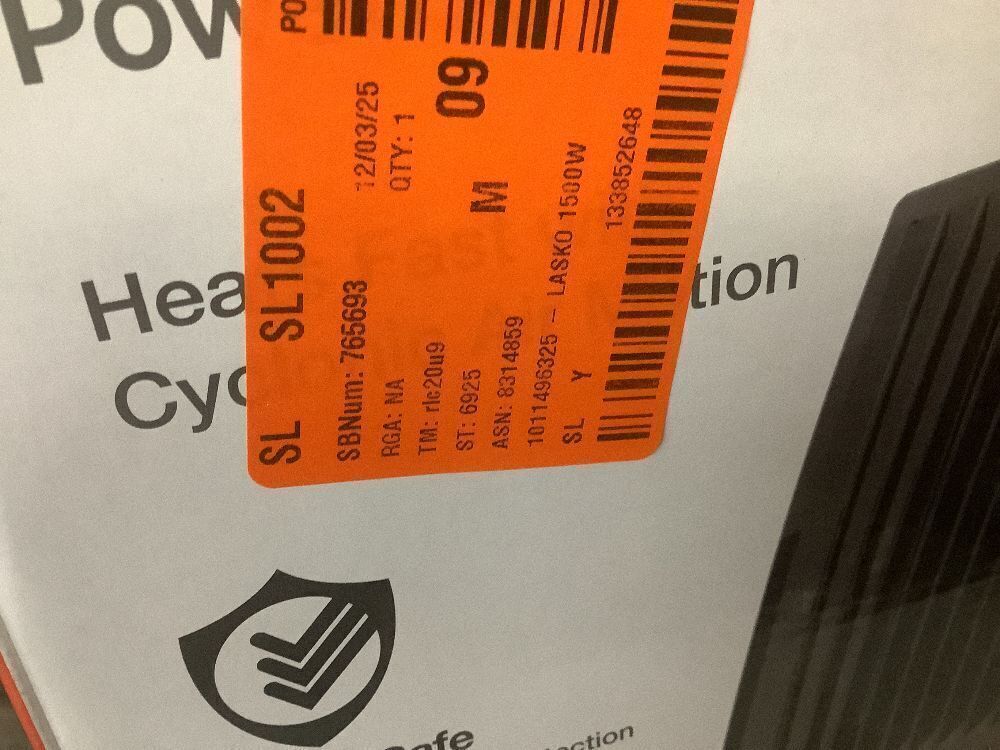 Pow
Hea
tion
Cyc
PO
SL SL1002
SBNum: 765693 12/03/25
RGA: NA QTY: 1
TM: rlc20u9
ST: 6925 M 09
ASN: 8314859
1011496325 – LASKO 1500W
SL Y 133852648
afe
ection